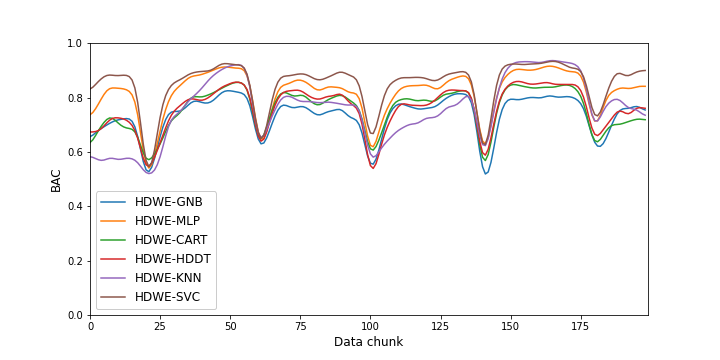 1.0
0.8
0.6
0.4
0.2
0.0
BAC
HDWE-GNB
HDWE-MLP
HDWE-CART
HDWE-HDDT
HDWE-KNN
HDWE-SVC
0 25 50 75 100 125 150 175
Data chunk